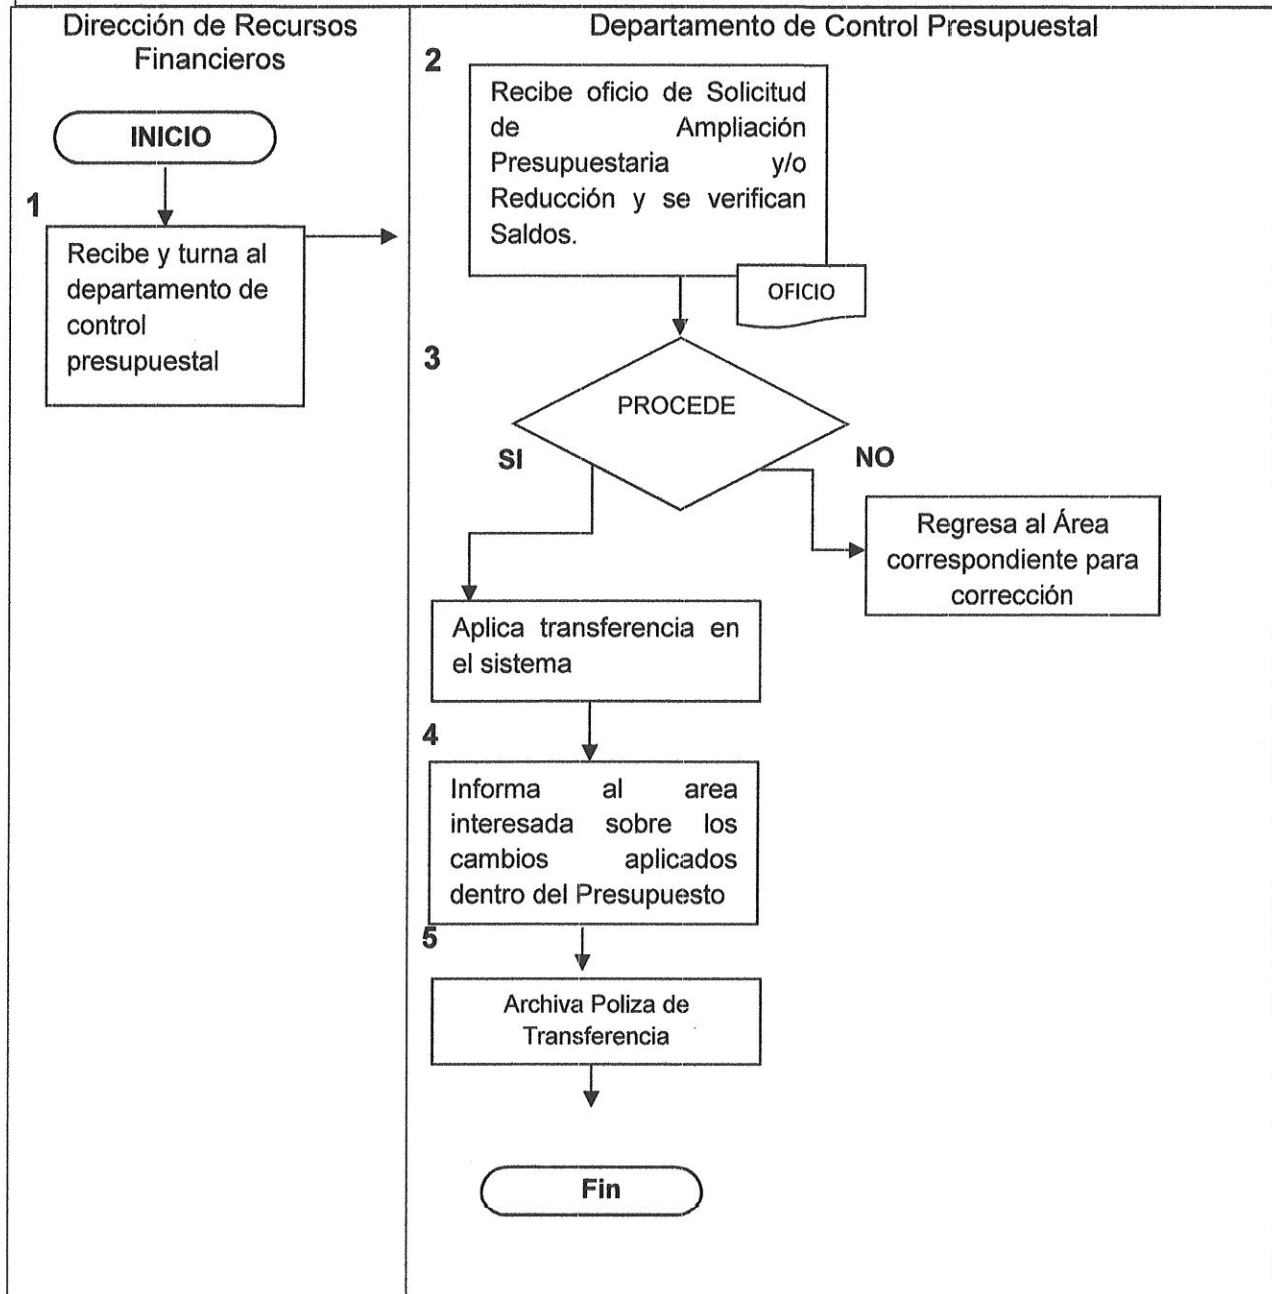 Dirección de Recursos
Financieros
INICIO
1
Recibe y turna al
departamento de
control
presupuestal
Departamento de Control Presupuestal
2
Recibe oficio de Solicitud
de Ampliación
Presupuestaria y/o
Reducción y se verifican
Saldos.
OFICIO
3
PROCEDE
SI
NO
Regresa al Área
correspondiente para
corrección
Aplica transferencia en
el sistema
4
Informa al area
interesada sobre los
cambios aplicados
dentro del Presupuesto
5
Archiva Poliza de
Transferencia
Fin